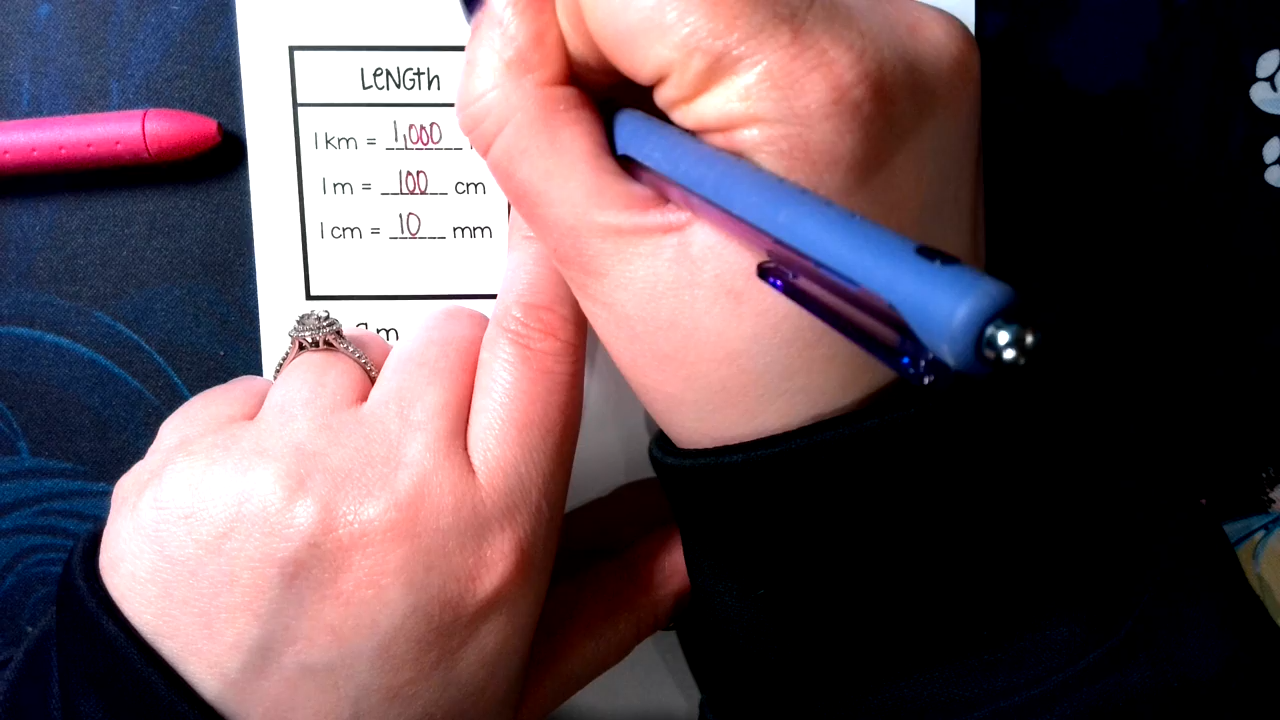 LENGTH
1 km = 1,000
1 m = 100 cm
1 cm = 10 mm
m